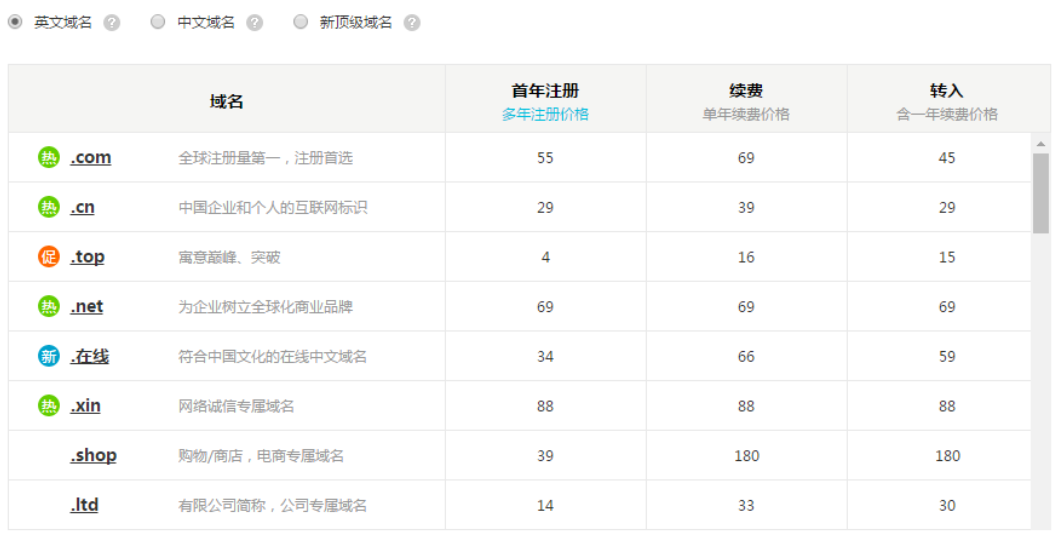 英文域名 ? 中文域名 ? 新顶级域名 ?
域名 首年注册 续费 转入
多年注册价格 单年续费价格 含一年续费价格
热 .com 全球注册量第一，注册首选 55 69 45
热 .cn 中国企业和个人的互联网标识 29 39 29
促 .top 寓意巅峰、突破 4 16 15
热 .net 为企业树立全球化商业品牌 69 69 69
新 .在线 符合中国文化的在线中文域名 34 66 59
热 .xin 网络诚信专属域名 88 88 88
.shop 购物/商店，电商专属域名 39 180 180
.ltd 有限公司简称，公司专属域名 14 33 30